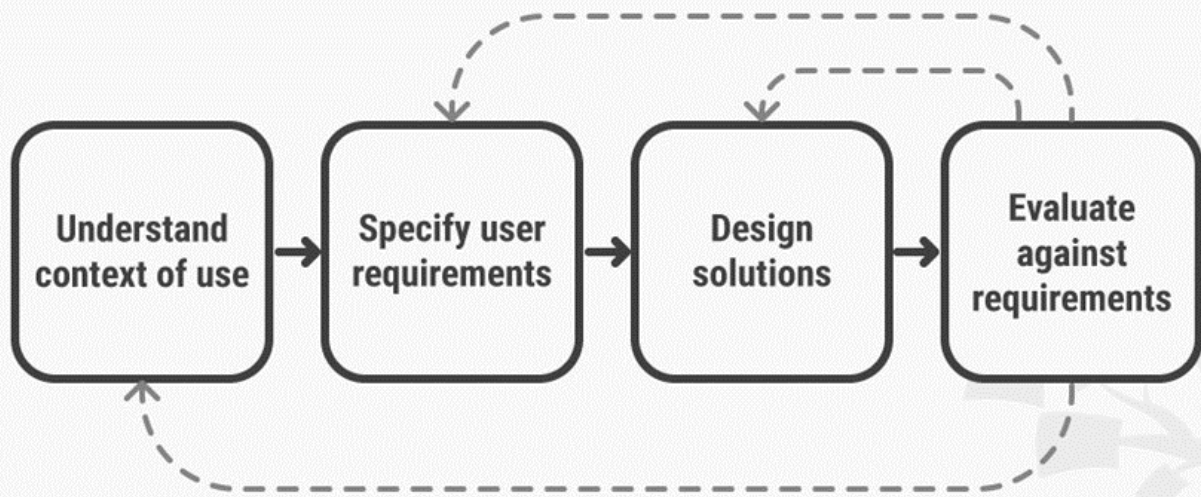 Understand
context of use
Specify user
requirements
Design
solutions
Evaluate
against
requirements